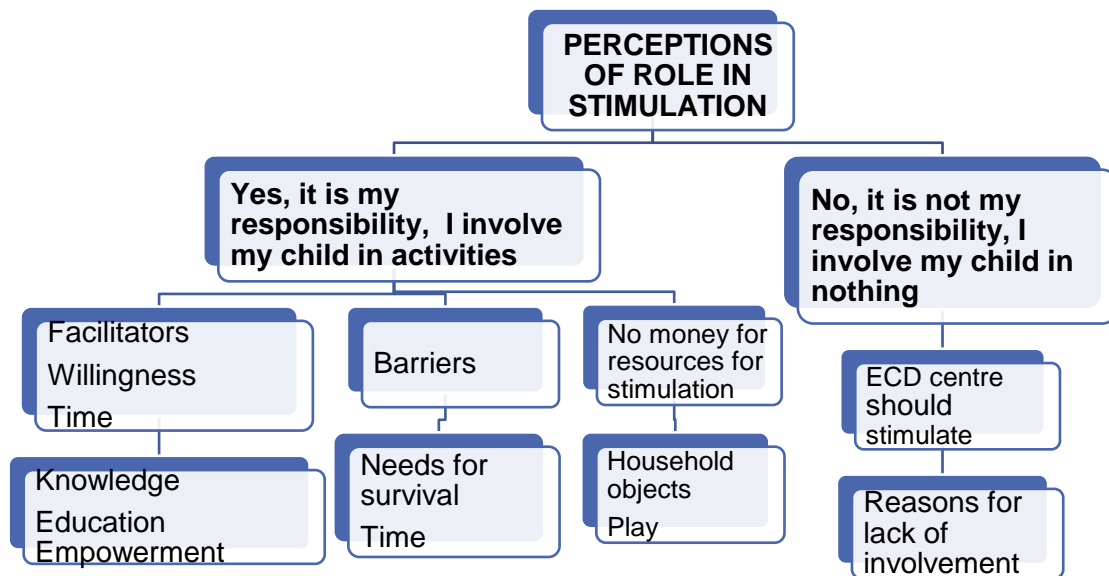 PERCEPTIONS
OF ROLE IN
STIMULATION
Yes, it is my
responsibility, I involve
my child in activities
No, it is not my
responsibility, I
involve my child in
nothing
Facilitators
Willingness
Time
Barriers
No money for
resources for
stimulation
ECD centre
should
stimulate
Knowledge
Education
Empowerment
Needs for
survival
Time
Household
objects
Play
Reasons for
lack of
involvement